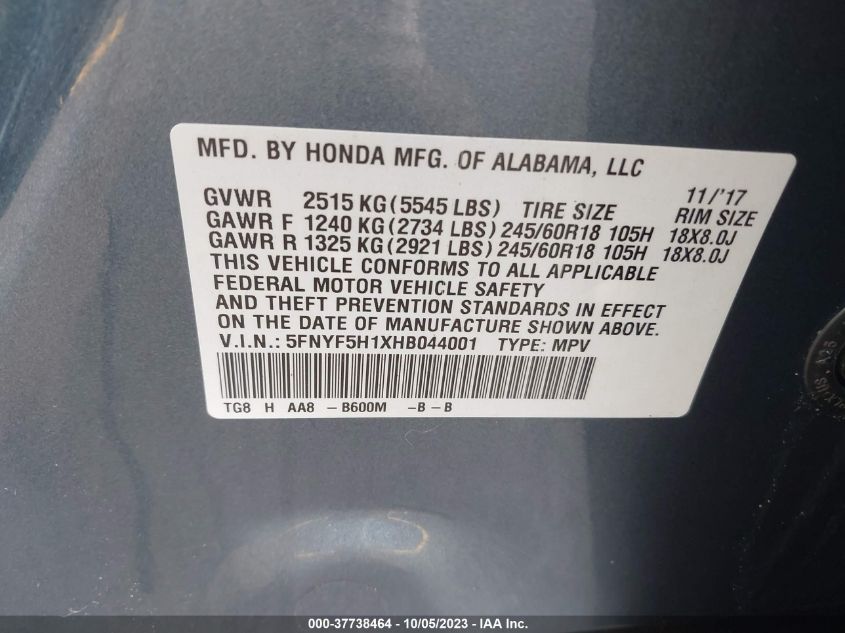 MFD. BY HONDA MFG. OF ALABAMA, LLC
11/'17
GVWR 2515 KG (5545 LBS) TIRE SIZE RIM SIZE
GAWR F 1240 KG (2734 LBS) 245/60R18 105H 18X8.0J
GAWR R 1325 KG (2921 LBS) 245/60R18 105H 18X8.0J
THIS VEHICLE CONFORMS TO ALL APPLICABLE
FEDERAL MOTOR VEHICLE SAFETY
AND THEFT PREVENTION STANDARDS IN EFFECT
ON THE DATE OF MANUFACTURE SHOWN ABOVE.
V.I.N.: 5FNYF5H1XHB044001 TYPE: MPV
TG8 H AA8 - B600M -B - B
000-37738464 - 10/05/2023 - IAA Inc.